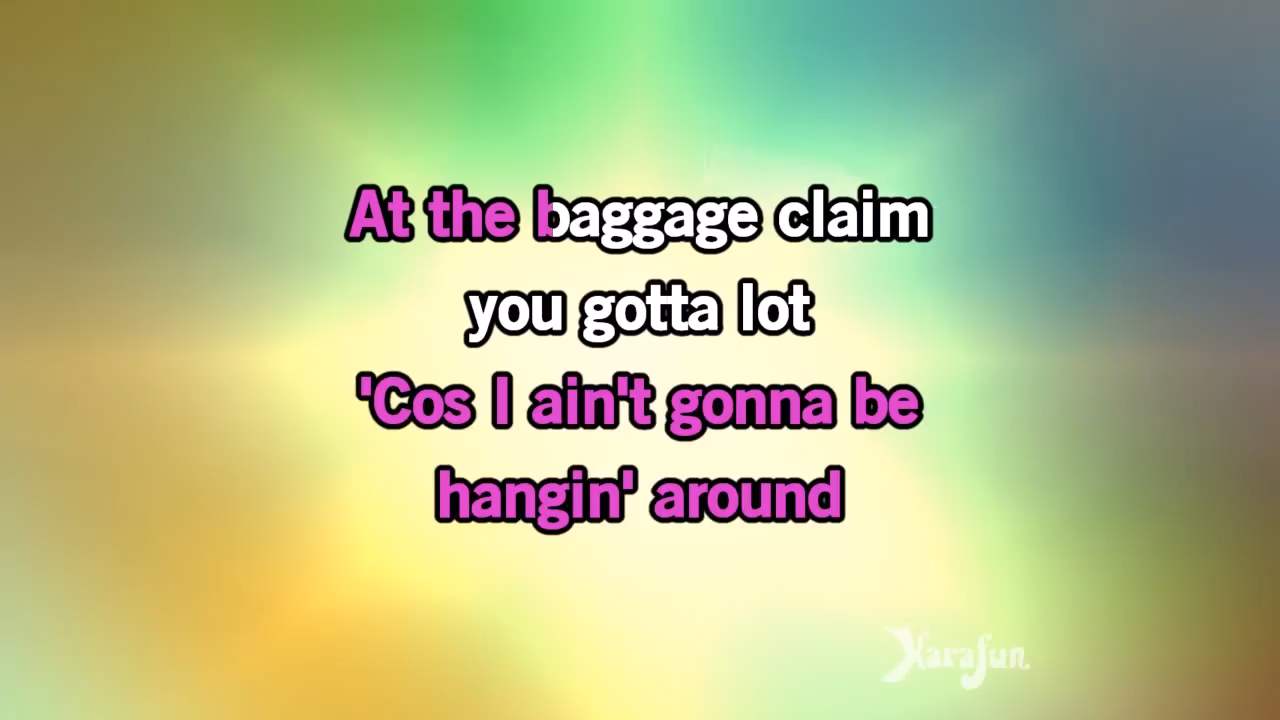 At the baggage claim
you gotta lot
'Cos I ain't gonna be
hangin' around
Karafun